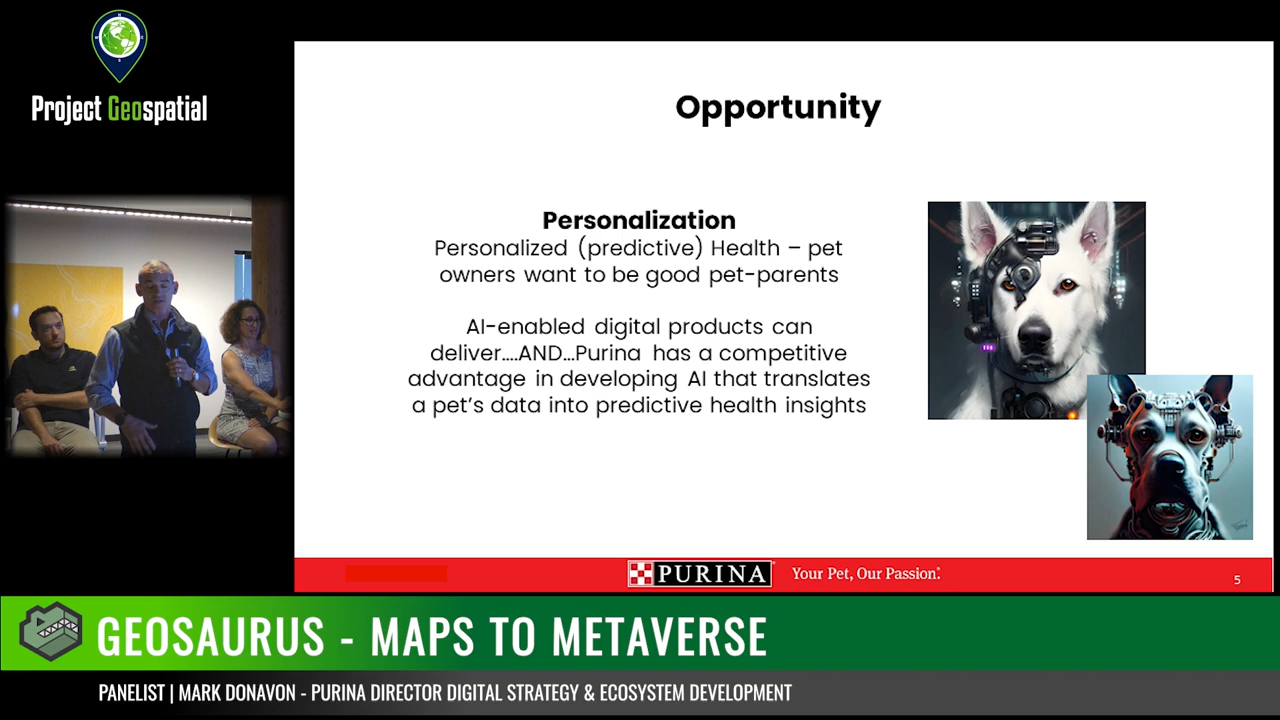 Project Geospatial
Opportunity
Personalization
Personalized (predictive) Health – pet
owners want to be good pet-parents
AI-enabled digital products can
deliver....AND...Purina has a competitive
advantage in developing AI that translates
a pet's data into predictive health insights
PURINA
Your Pet, Our Passion.
5
GEOSAURUS - MAPS TO METAVERSE
PANELIST | MARK DONAVON - PURINA DIRECTOR DIGITAL STRATEGY & ECOSYSTEM DEVELOPMENT